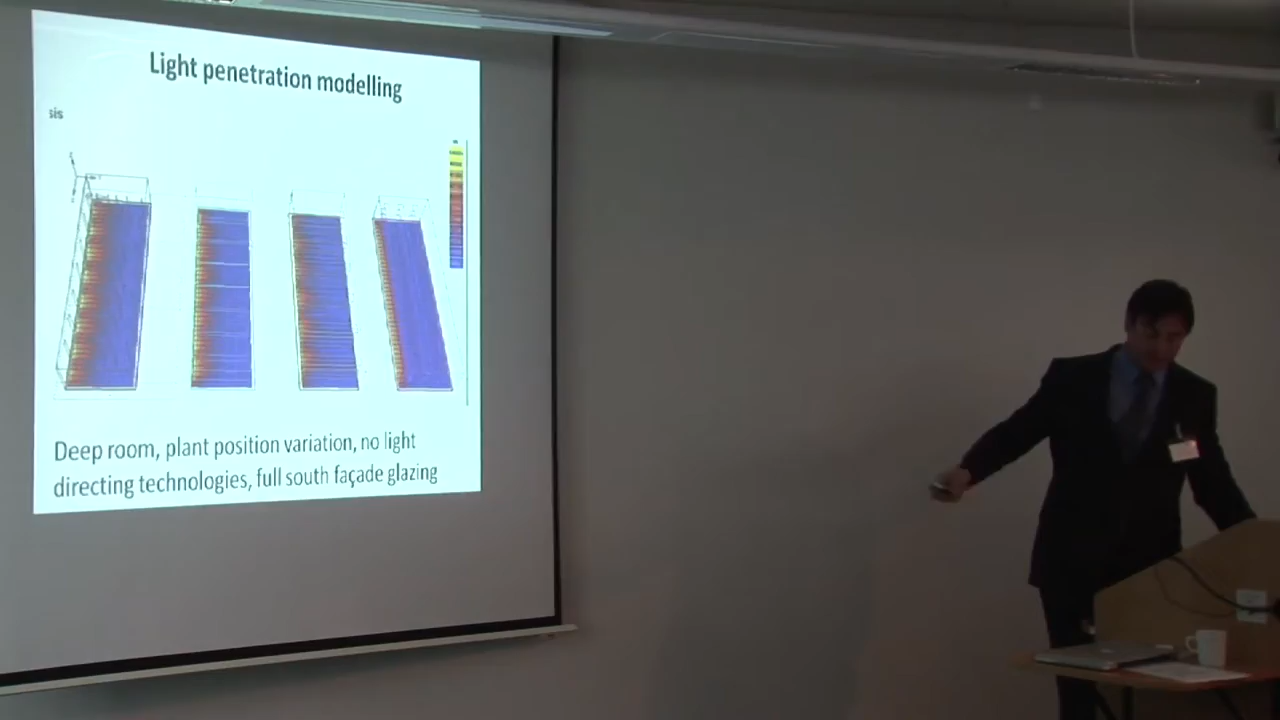 Light penetration modelling
sis
Deep room, plant position variation, no light
directing technologies, full south façade glazing